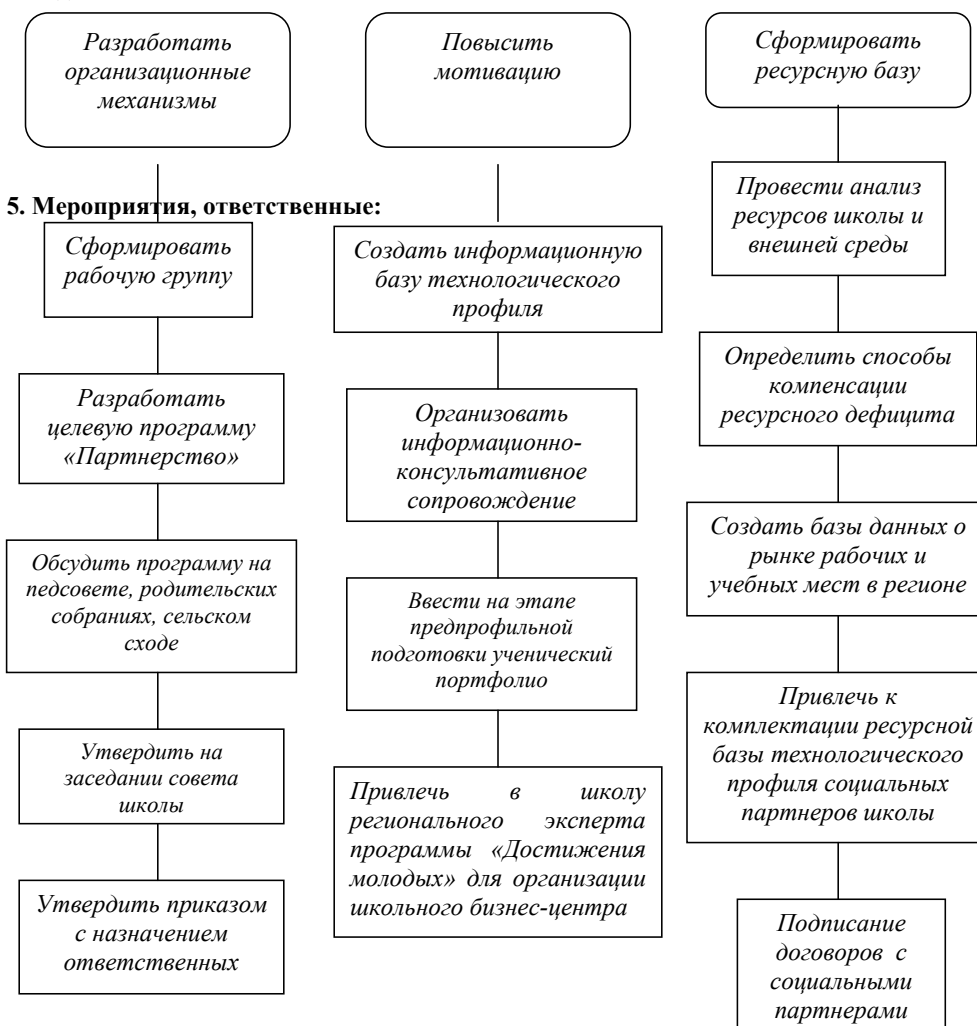 Разработать
организационные
механизмы
Повысить
мотивацию
Сформировать
ресурсную базу
5. Мероприятия, ответственные:
Сформировать
рабочую группу
Разработать
целевую программу
«Партнерство»
Обсудить программу на
педсовете, родительских
собраниях, сельском
сходе
Утвердить на
заседании совета
школы
Утвердить приказом
с назначением
ответственных
Создать информационную
базу технологического
профиля
Организовать
информационно-
консультативное
сопровождение
Ввести на этапе
предпрофильной
подготовки ученический
портфолио
Привлечь в школу
регионального эксперта
программы «Достижения
молодых» для организации
школьного бизнес-центра
Провести анализ
ресурсов школы и
внешней среды
Определить способы
компенсации
ресурсного дефицита
Создать базы данных о
рынке рабочих и
учебных мест в регионе
Привлечь к
комплектации ресурсной
базы технологического
профиля социальных
партнеров школы
Подписание
договоров с
социальными
партнерами